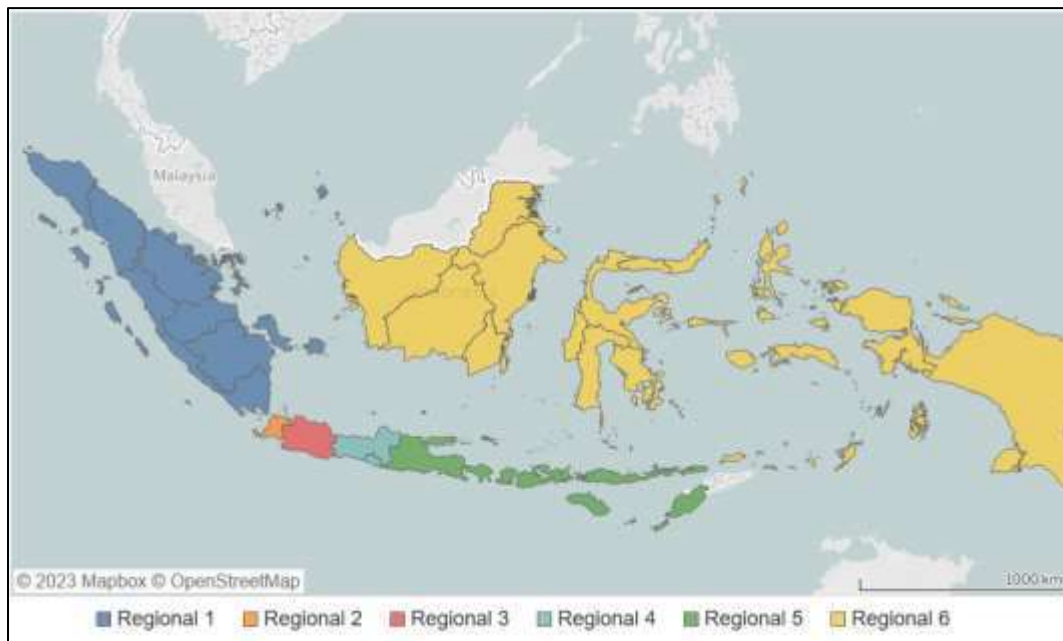 Malaysia
© 2023 Mapbox © OpenStreetMap
1000 km
Regional 1
Regional 2
Regional 3
Regional 4
Regional 5
Regional 6